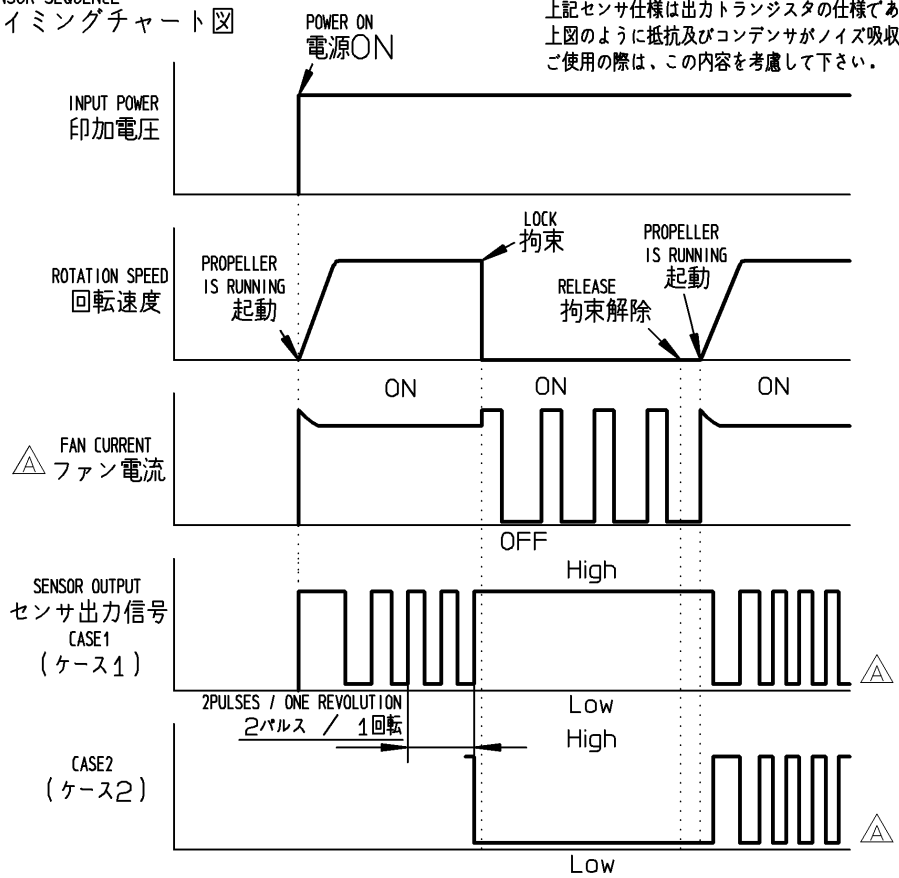 NSOR SEQUENCE
イミングチャート図
上記センサ仕様は出力トランジスタの仕様であ
上図のように抵抗及びコンデンサがノイズ吸収
ご使用の際は、この内容を考慮して下さい。
POWER ON
電源ON
INPUT POWER
印加電圧
ROTATION SPEED
回転速度
PROPELLER
IS RUNNING
起動
LOCK
拘束
RELEASE
拘束解除
PROPELLER
IS RUNNING
起動
ON
ON
ON
FAN CURRENT
ファン電流
A
OFF
SENSOR OUTPUT
センサ出力信号
CASE1
(ケース1)
High
Low
A
2PULSES / ONE REVOLUTION
2パルス / 1回転
CASE2
(ケース2)
High
Low
A